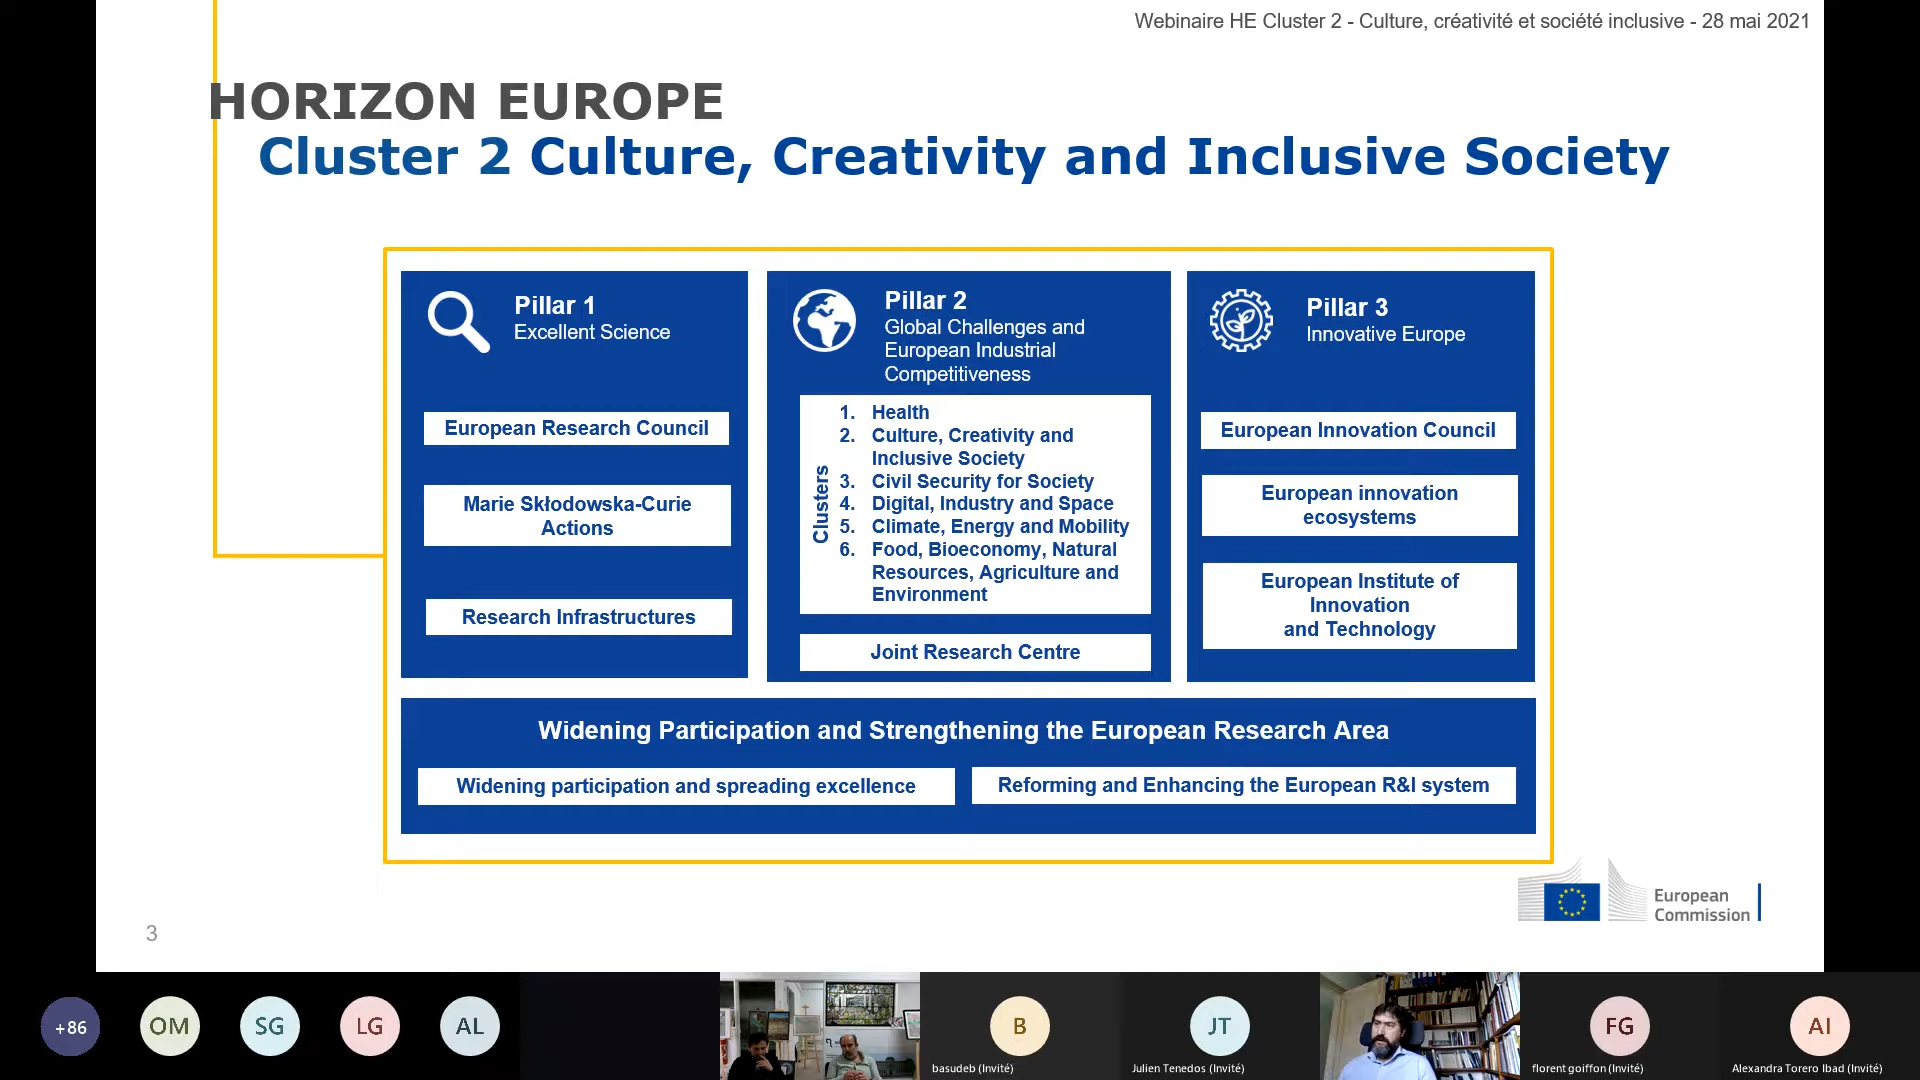 Webinaire HE Cluster 2 - Culture, créativité et société inclusive - 28 mai 2021
HORIZON EUROPE
Cluster 2 Culture, Creativity and Inclusive Society
Pillar 1
Excellent Science
European Research Council
Marie Skłodowska-Curie
Actions
Research Infrastructures
Pillar 2
Global Challenges and
European Industrial
Competitiveness
Clusters
1. Health
2. Culture, Creativity and
Inclusive Society
3. Civil Security for Society
4. Digital, Industry and Space
5. Climate, Energy and Mobility
6. Food, Bioeconomy, Natural
Resources, Agriculture and
Environment
Joint Research Centre
Pillar 3
Innovative Europe
European Innovation Council
European innovation
ecosystems
European Institute of
Innovation
and Technology
Widening Participation and Strengthening the European Research Area
Widening participation and spreading excellence
Reforming and Enhancing the European R&I system
European
Commission
3
+86
OM
SG
LG
AL
B
basudeb (Invité)
JT
Julien Tenedos (Invité)
FG
florent goiffon (Invité)
AI
Alexandra Torero Ibad (Invité)